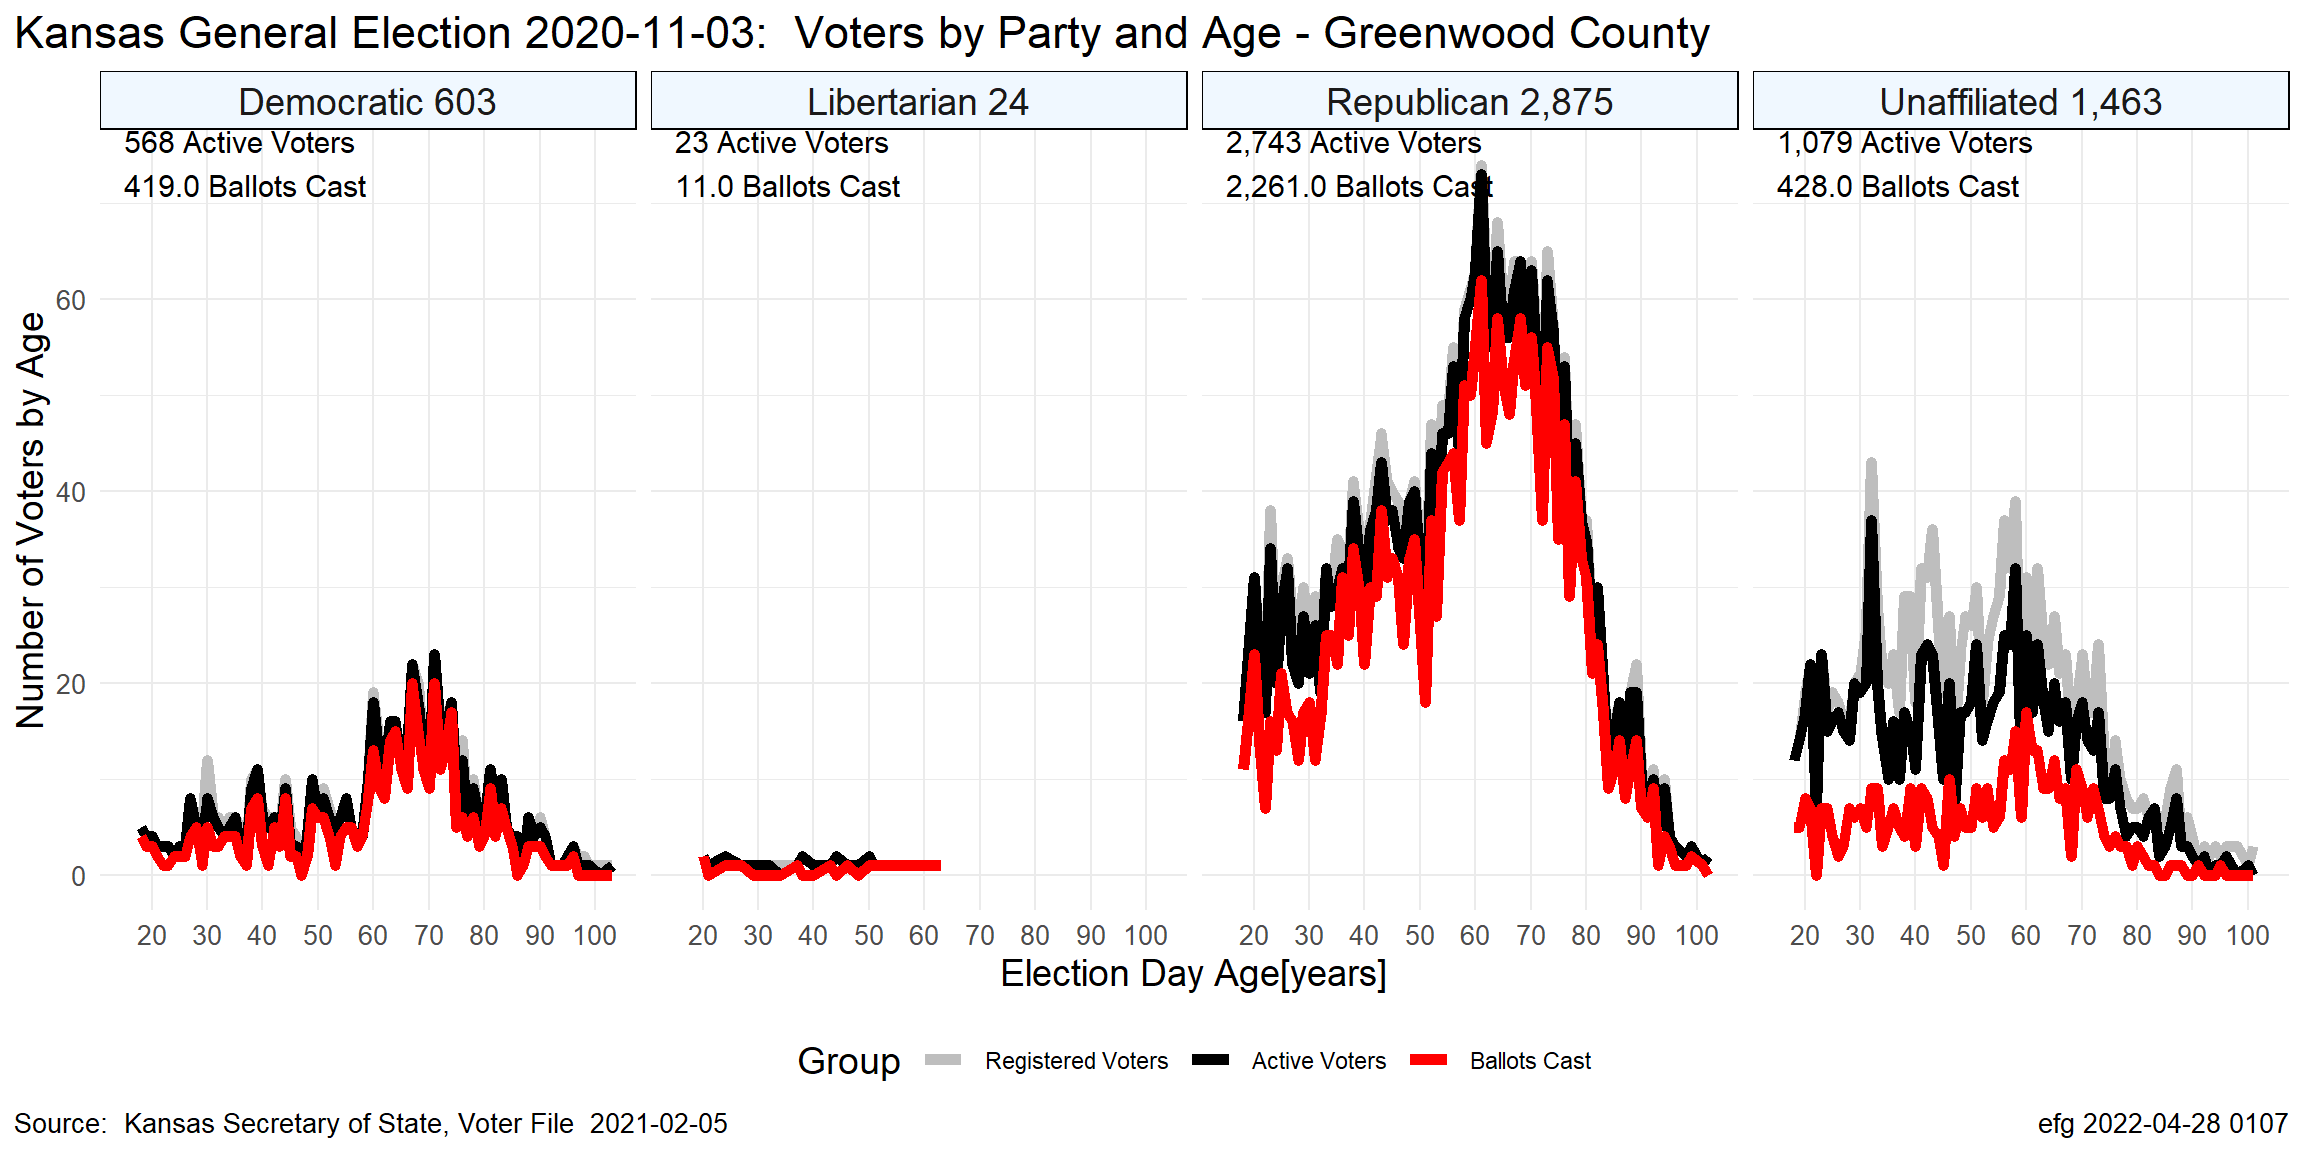 Kansas General Election 2020-11-03:  Voters by Party and Age - Greenwood County
Democratic 603
Libertarian 24
Republican 2,875
Unaffiliated 1,463
568 Active Voters
419.0 Ballots Cast
23 Active Voters
11.0 Ballots Cast
2,743 Active Voters
2,261.0 Ballots Cast
1,079 Active Voters
428.0 Ballots Cast
Number of Voters by Age
60
40
20
0
20 30 40 50 60 70 80 90 100
20 30 40 50 60 70 80 90 100
20 30 40 50 60 70 80 90 100
20 30 40 50 60 70 80 90 100
Election Day Age[years]
Group Registered Voters Active Voters Ballots Cast
Source:  Kansas Secretary of State, Voter File  2021-02-05
efg 2022-04-28 0107